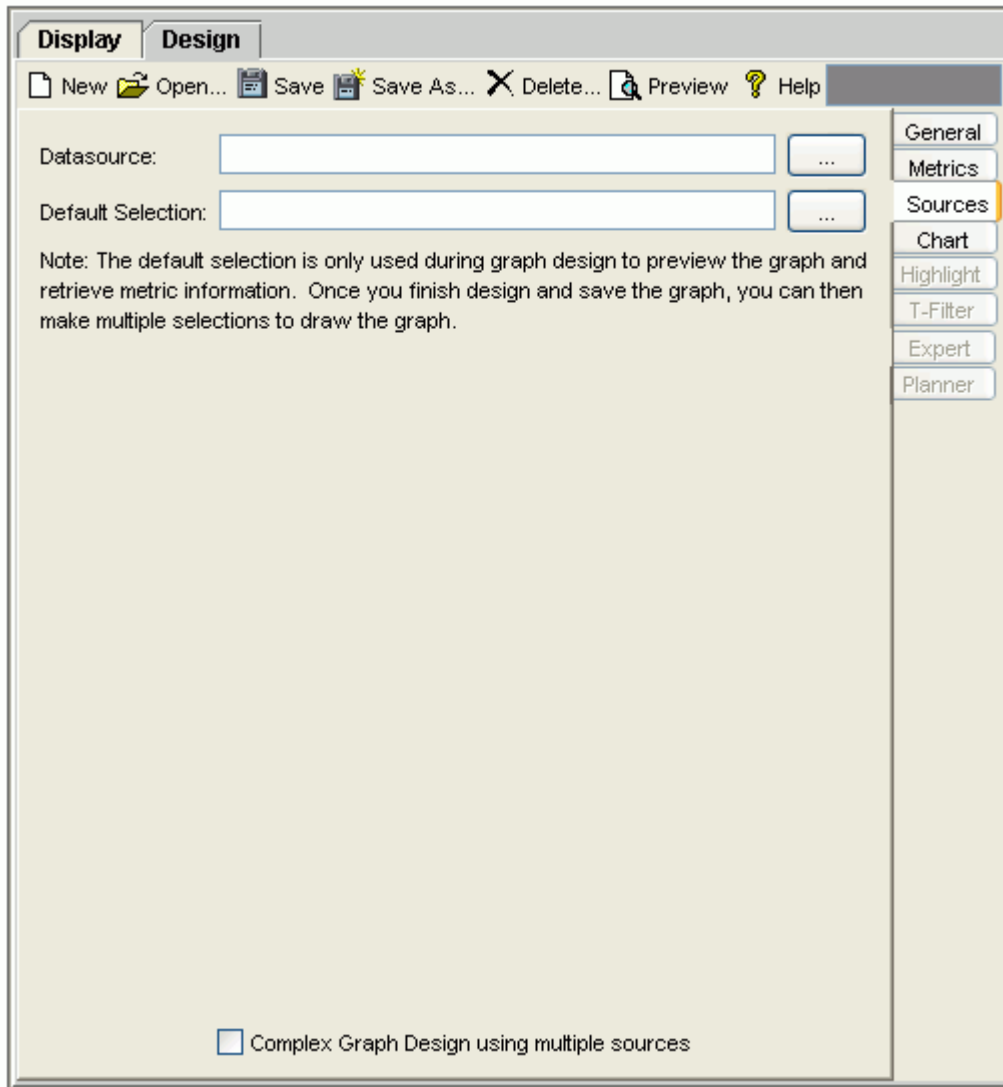 Display Design
New Open... Save Save As... Delete... Preview Help
General
Metrics
Sources
Chart
Highlight
T-Filter
Expert
Planner
Datasource: ...
Default Selection: ...
Note: The default selection is only used during graph design to preview the graph and
retrieve metric information. Once you finish design and save the graph, you can then
make multiple selections to draw the graph.
Complex Graph Design using multiple sources